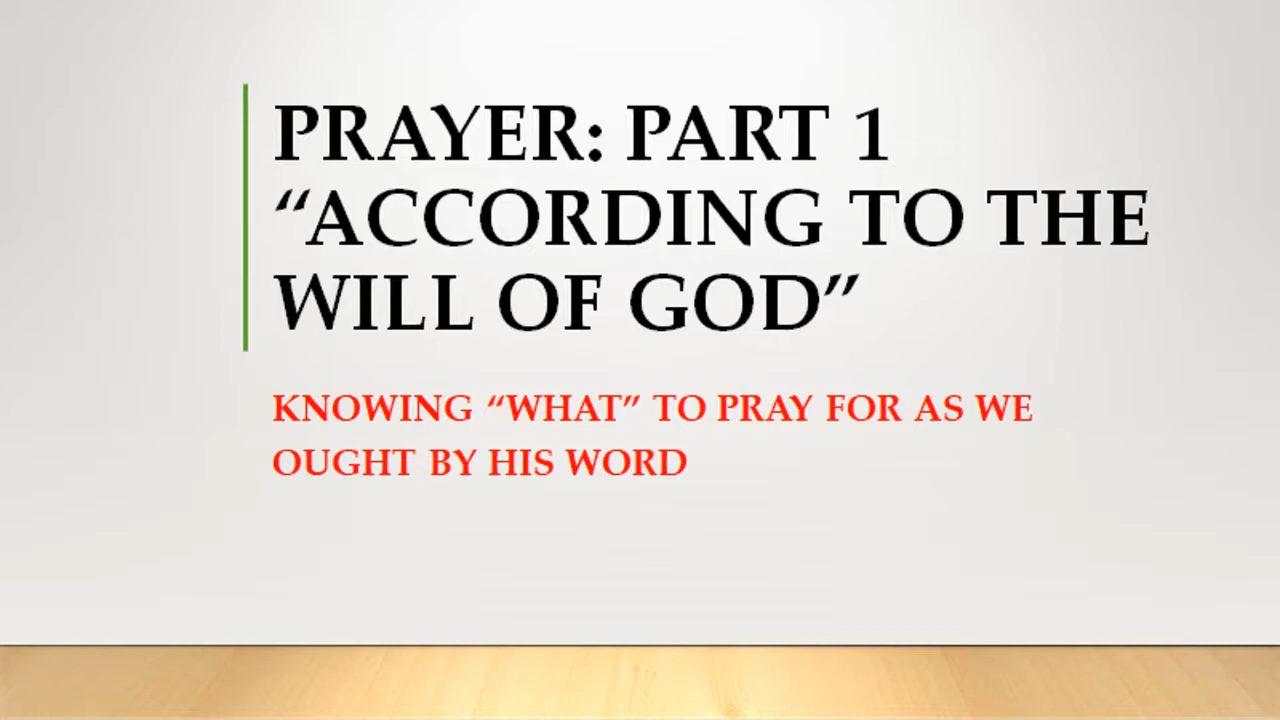 PRAYER: PART 1
“ACCORDING TO THE
WILL OF GOD”
KNOWING “WHAT” TO PRAY FOR AS WE
OUGHT BY HIS WORD